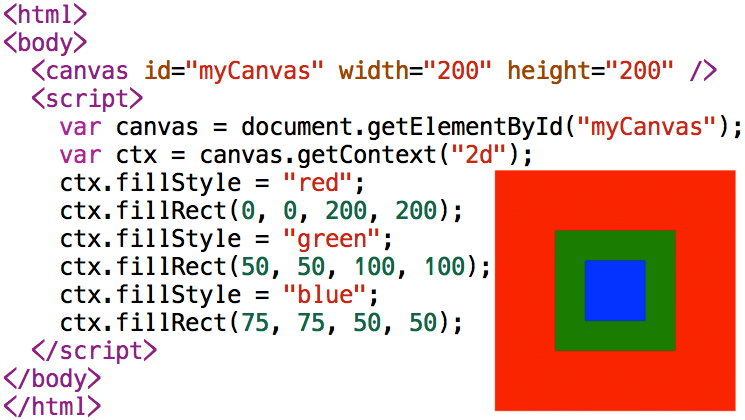 <html>
<body>
  <canvas id="myCanvas" width="200" height="200" />
  <script>
    var canvas = document.getElementById("myCanvas");
    var ctx = canvas.getContext("2d");
    ctx.fillStyle = "red";
    ctx.fillRect(0, 0, 200, 200);
    ctx.fillStyle = "green";
    ctx.fillRect(50, 50, 100, 100);
    ctx.fillStyle = "blue";
    ctx.fillRect(75, 75, 50, 50);
  </script>
</body>
</html>